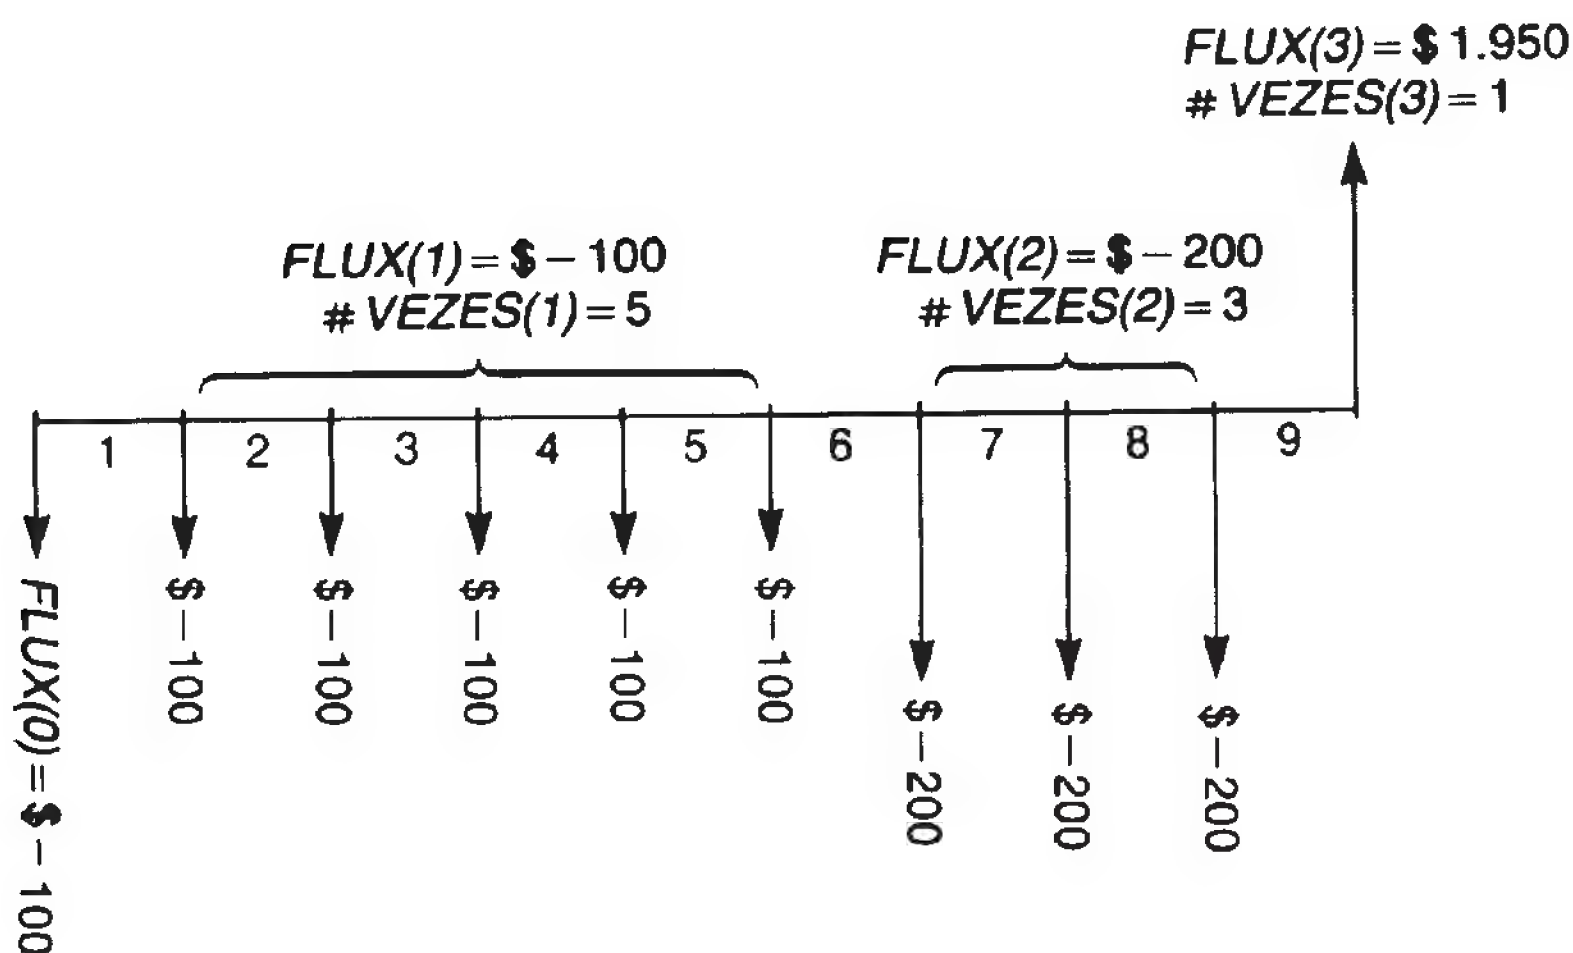 FLUX(3) = $ 1.950
# VEZES(3) = 1
FLUX(1) = $ – 100
# VEZES(1) = 5
FLUX(2) = $ – 200
# VEZES(2) = 3
1 2 3 4 5 6 7 8 9
FLUX(0) = $ – 100
$ – 100
$ – 100
$ – 100
$ – 100
$ – 100
$ – 200
$ – 200
$ – 200